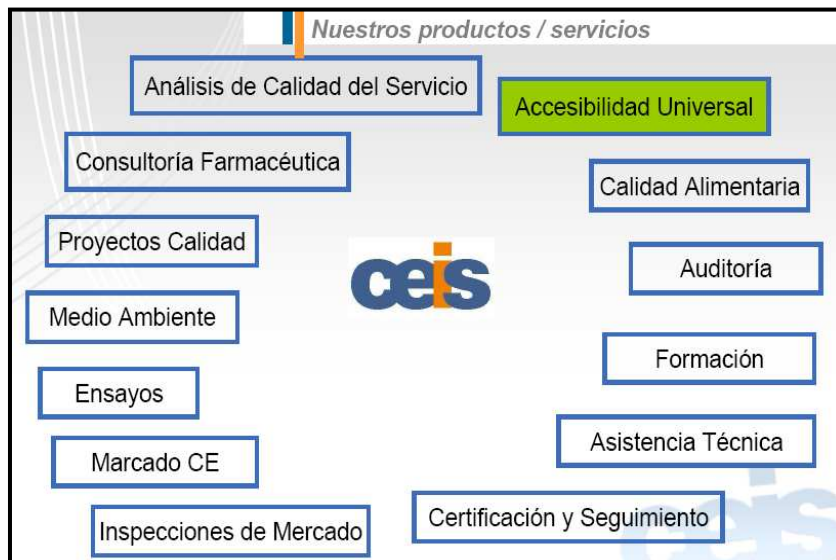 Nuestros productos / servicios
Análisis de Calidad del Servicio
Accesibilidad Universal
Consultoría Farmacéutica
Calidad Alimentaria
Proyectos Calidad
Auditoría
ceis
Medio Ambiente
Formación
Ensayos
Asistencia Técnica
Marcado CE
Certificación y Seguimiento
Inspecciones de Mercado
ceis